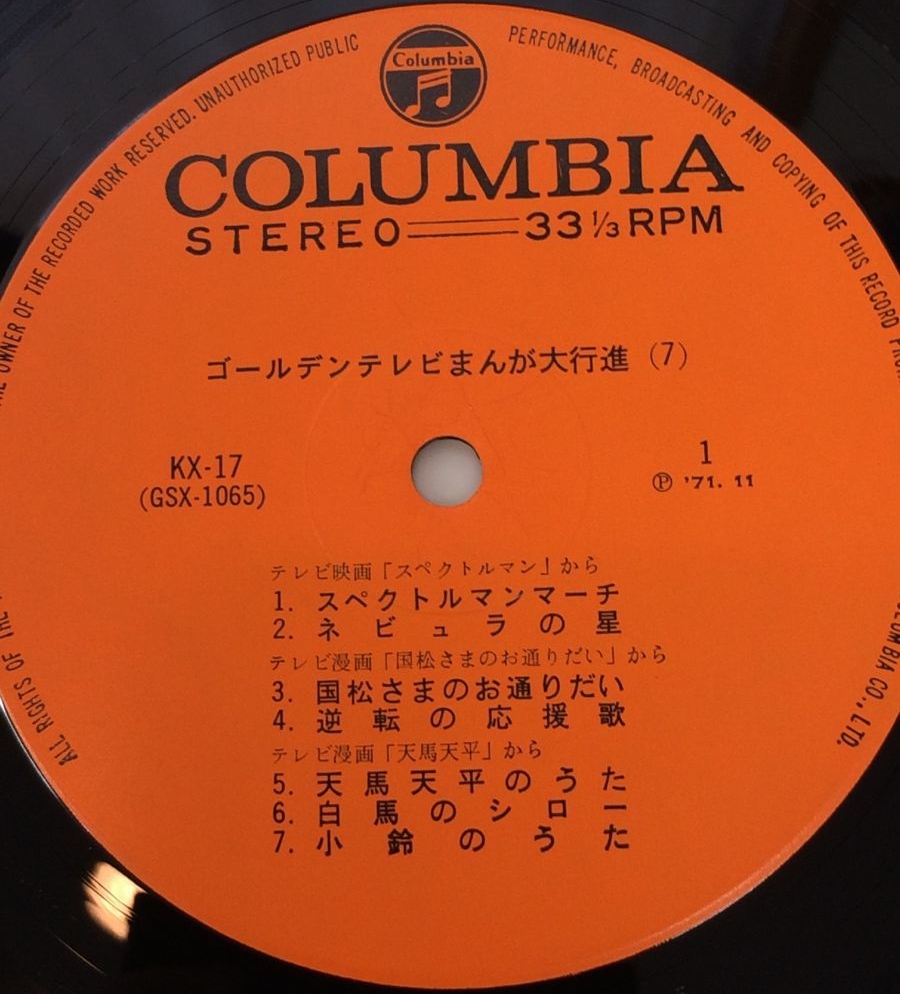 Columbia
COLUMBIA
STEREO 33 1/3 RPM
ゴールデンテレビまんが大行進 (7)
KX-17
(GSX-1065)
1
Ⓟ '71. 11
テレビ映画「スペクトルマン」から
1. スペクトルマンマーチ
2. ネビュラの星
テレビ漫画「国松さまのお通りだい」から
3. 国松さまのお通りだい
4. 逆転の応援歌
テレビ漫画「天馬天平」から
5. 天馬天平のうた
6. 白馬のシロー
7. 小鈴のうた
ALL RIGHTS OF THE
OWNER OF THE RECORDED WORK RESERVED. UNAUTHORIZED PUBLIC PERFORMANCE, BROADCASTING AND COPYING OF THIS RECORD
CO., LTD.